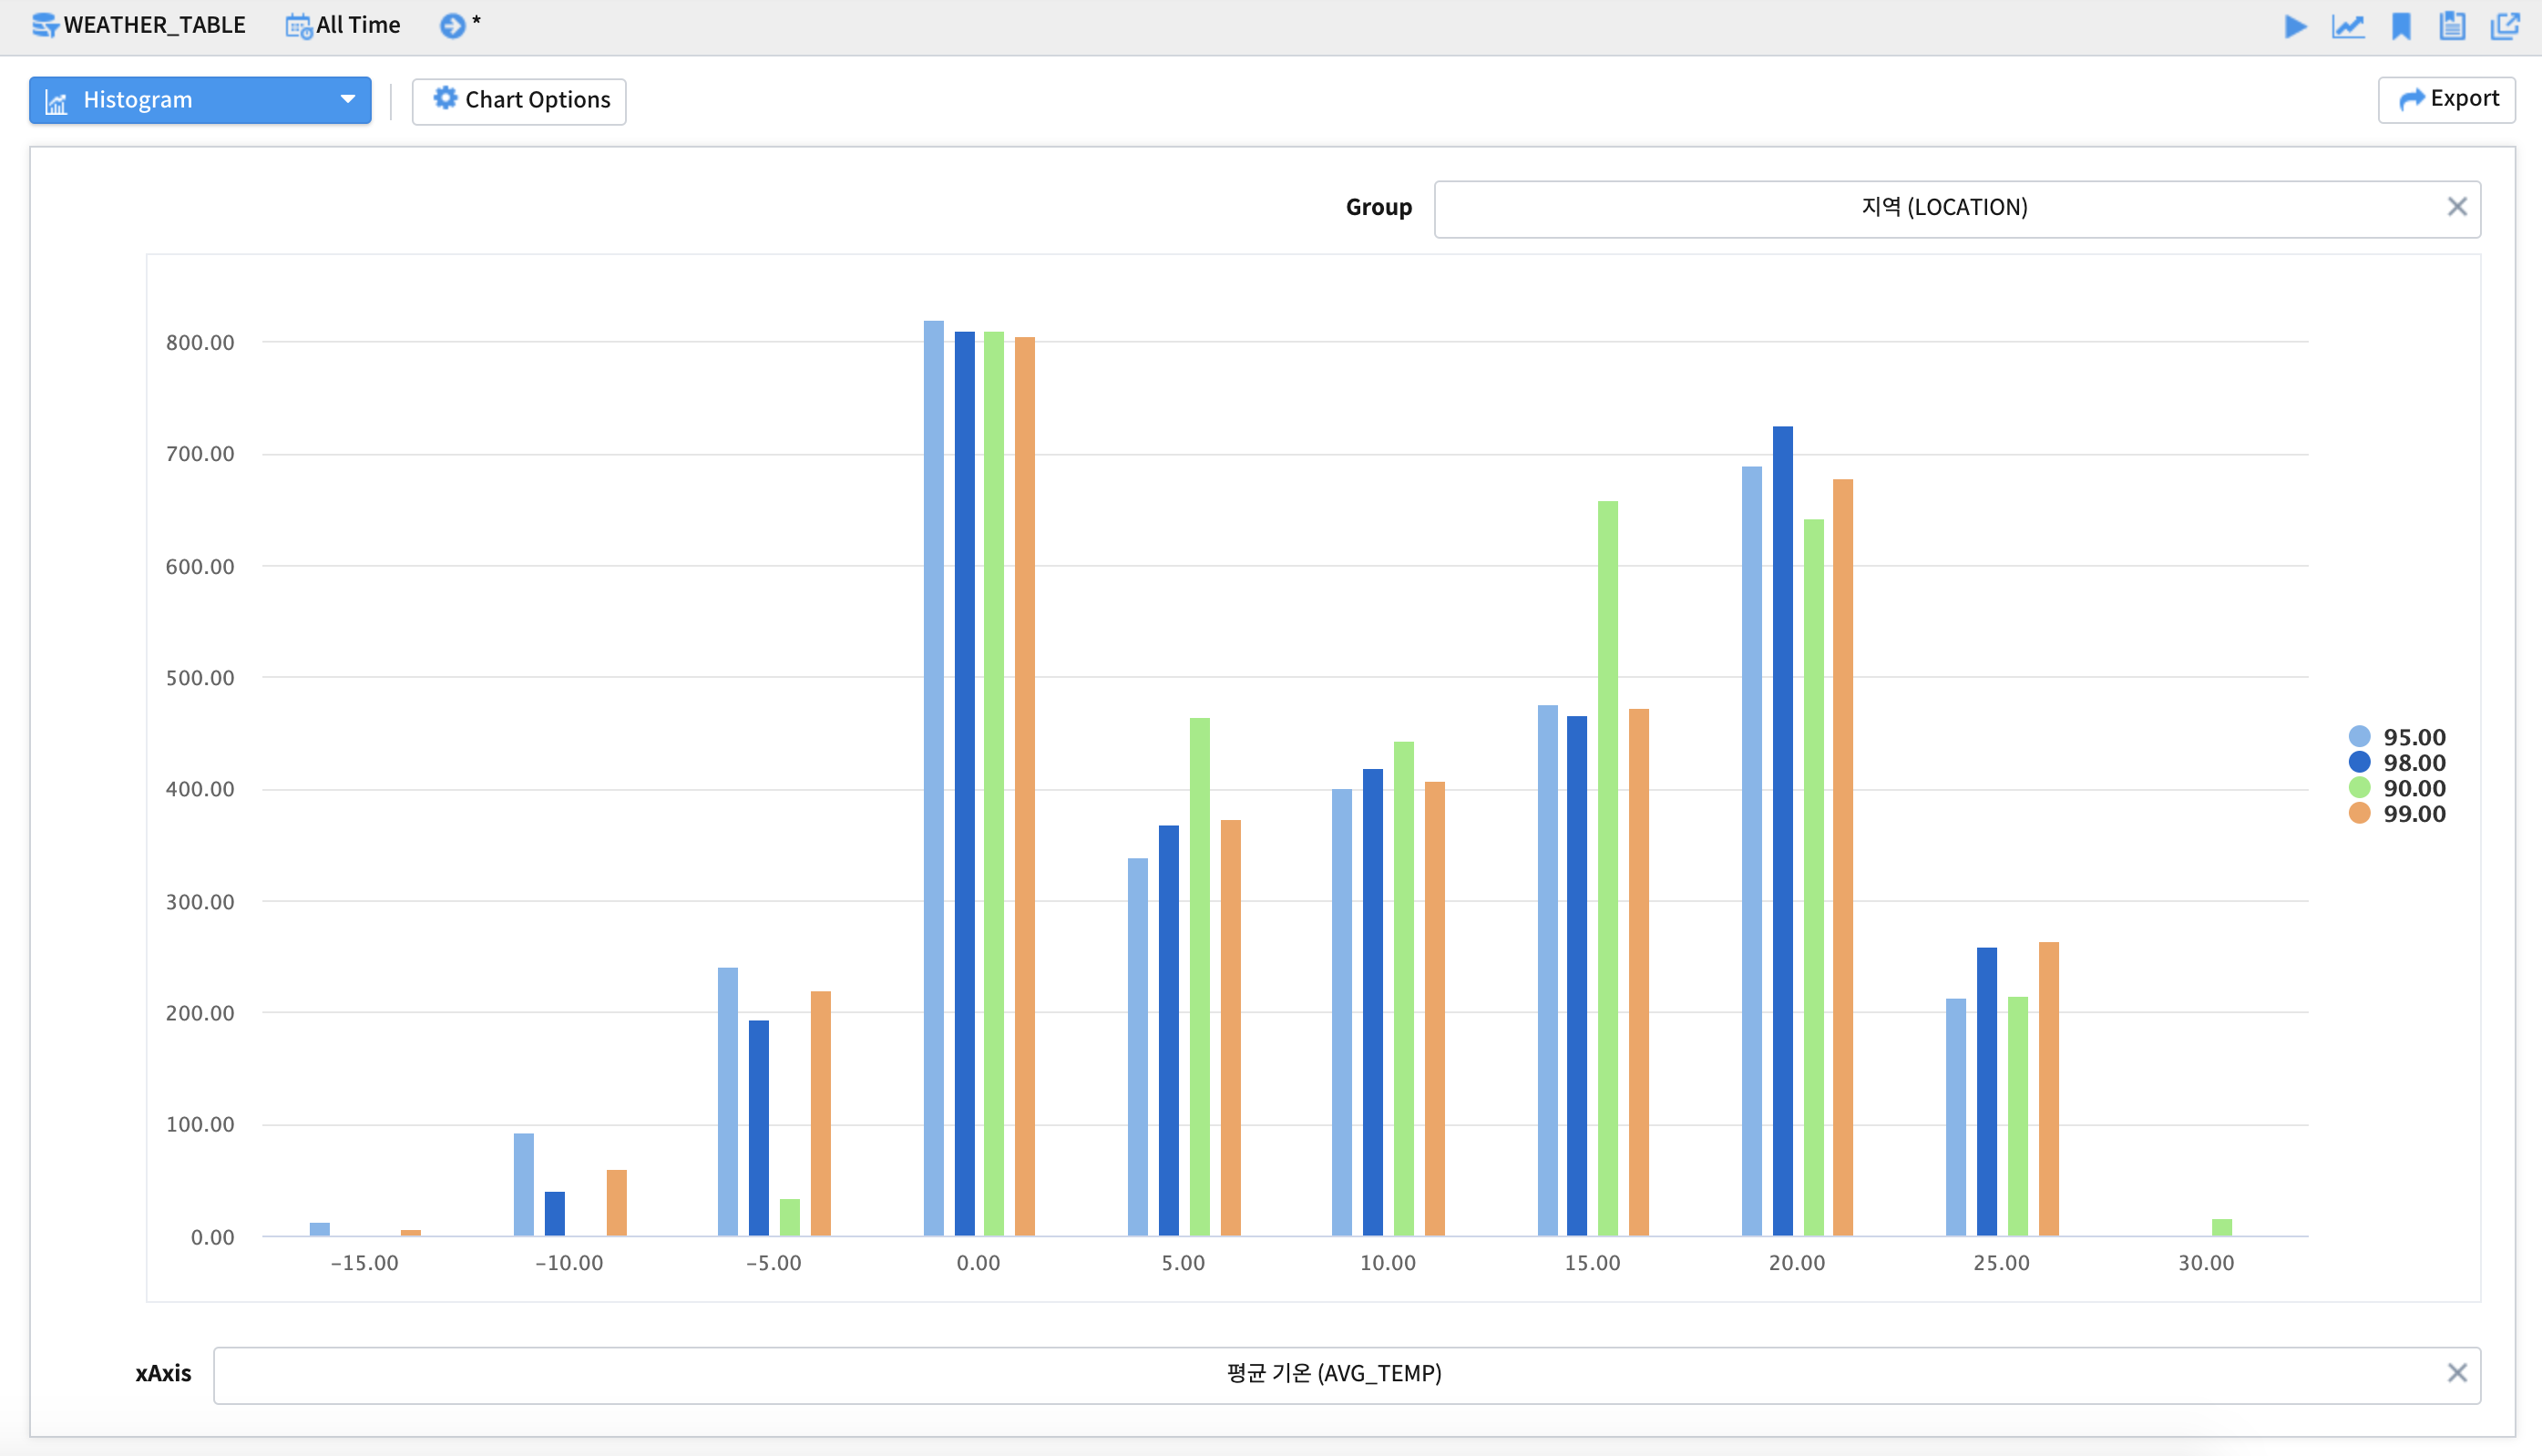 WEATHER_TABLE All Time *
Histogram Chart Options Export
Group 지역 (LOCATION)
800.00
700.00
600.00
500.00
400.00
300.00
200.00
100.00
0.00
95.00
98.00
90.00
99.00
−15.00 −10.00 −5.00 0.00 5.00 10.00 15.00 20.00 25.00 30.00
xAxis 평균 기온 (AVG_TEMP)